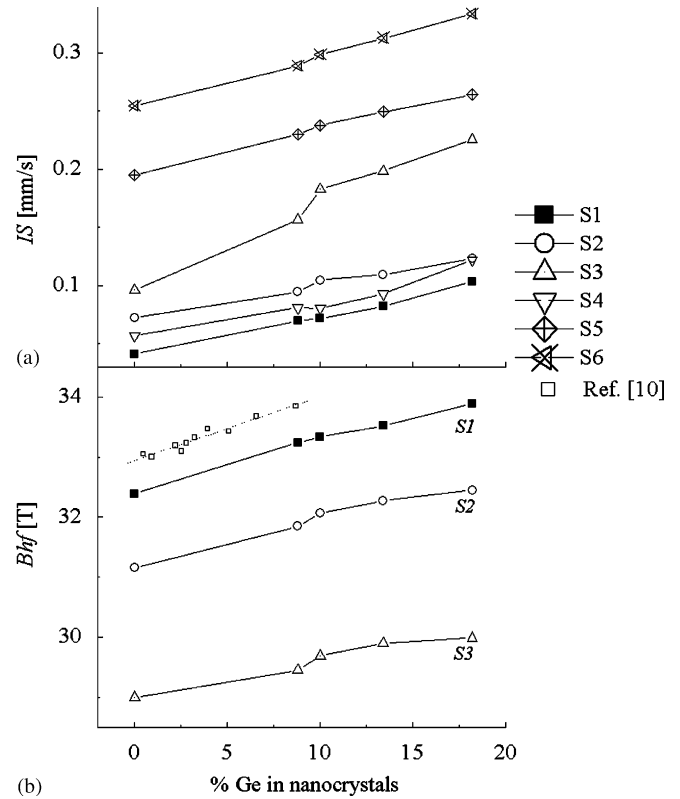 0.3
0.2
0.1
IS [mm/s]
(a)
S1
S2
S3
S4
S5
S6
Ref. [10]
34
32
30
Bhf [T]
S1
S2
S3
0 5 10 15 20
% Ge in nanocrystals
(b)